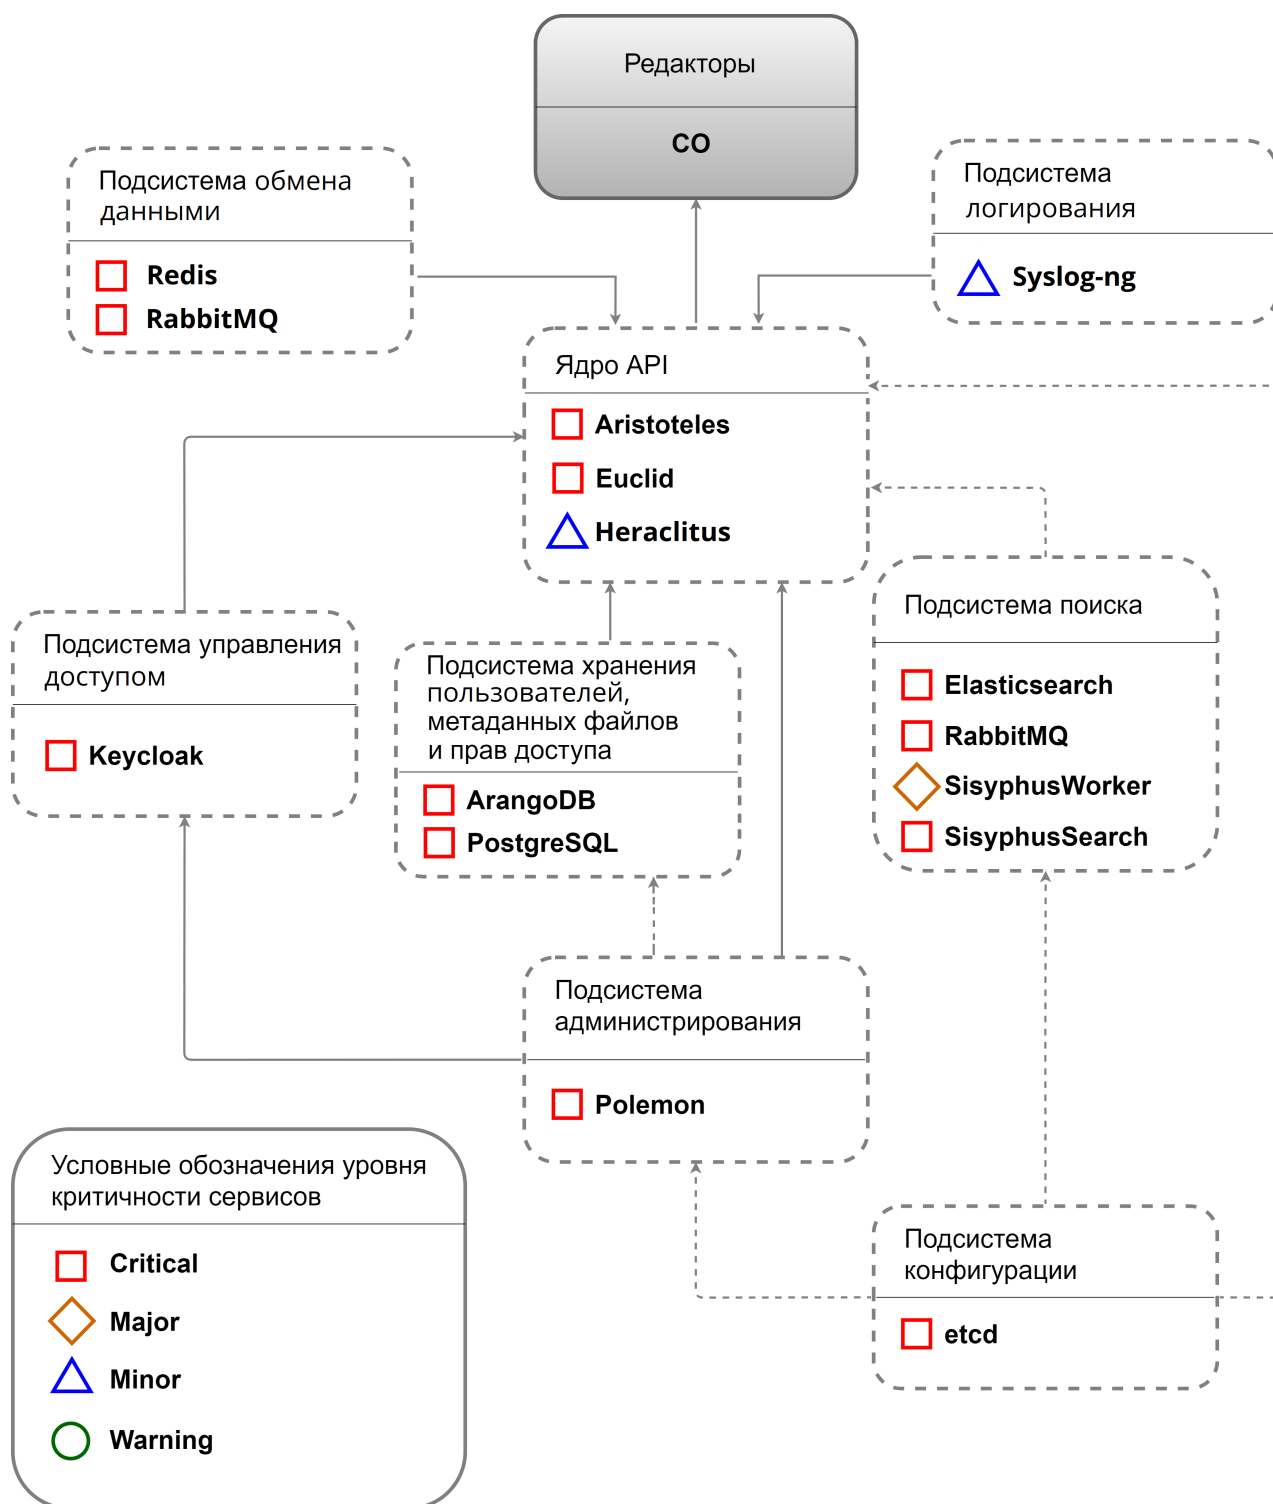 Редакторы
CO
Подсистема обмена
данными
Redis
RabbitMQ
Подсистема
логирования
Syslog-ng
Ядро API
Aristoteles
Euclid
Heraclitus
Подсистема управления
доступом
Keycloak
Подсистема хранения
пользователей,
метаданных файлов
и прав доступа
ArangoDB
PostgreSQL
Подсистема поиска
Elasticsearch
RabbitMQ
SisyphusWorker
SisyphusSearch
Подсистема
администрирования
Polemon
Подсистема
конфигурации
etcd
Условные обозначения уровня
критичности сервисов
Critical
Major
Minor
Warning